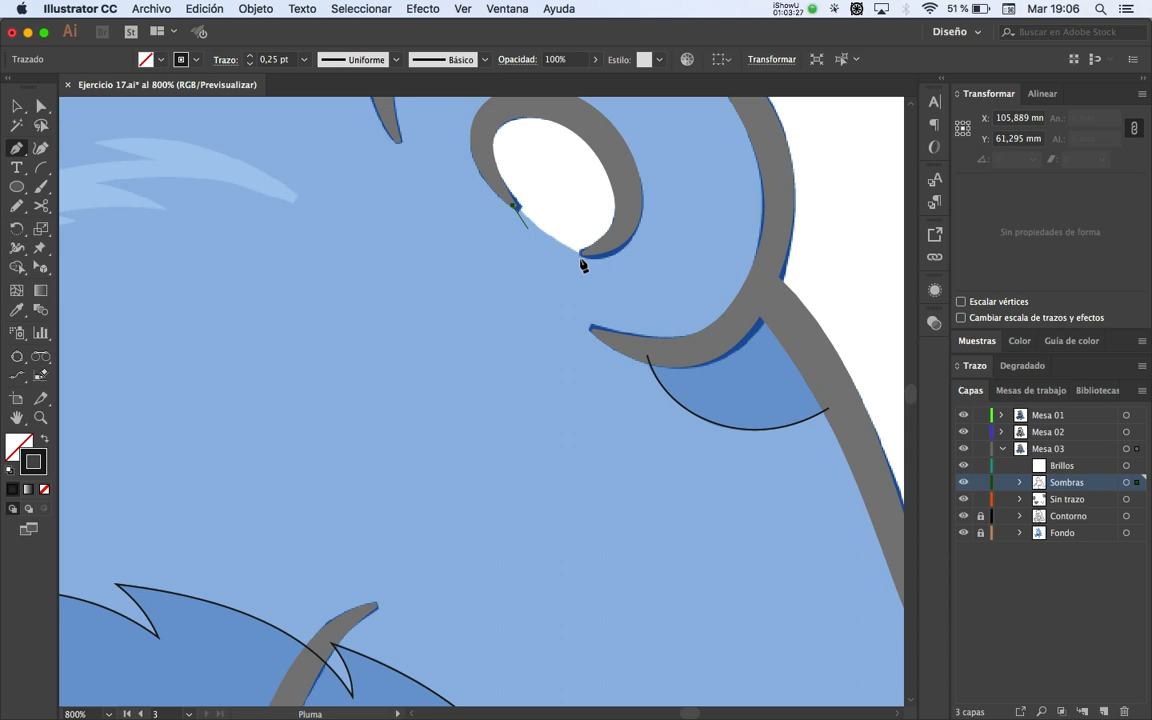 Illustrator CC Archivo Edición Objeto Texto Seleccionar Efecto Ver Ventana Ayuda iShowU 01:03:27 51 % Mar 19:06
Ai Br St Diseño Buscar en Adobe Stock
Trazado Trazo: 0,25 pt Uniforme Básico Opacidad: 100% Estilo: Transformar
× Ejercicio 17.ai* al 800% (RGB/Previsualizar)
Transformar Alinear
X: 105,889 mm An.:
Y: 61,295 mm Al.:
Sin propiedades de forma
Escalar vértices
Cambiar escala de trazos y efectos
Muestras Color Guía de color
Trazo Degradado
Capas Mesas de trabajo Bibliotecas
Mesa 01
Mesa 02
Mesa 03
Brillos
Sombras
Sin trazo
Contorno
Fondo
800% 3 Pluma 3 capas